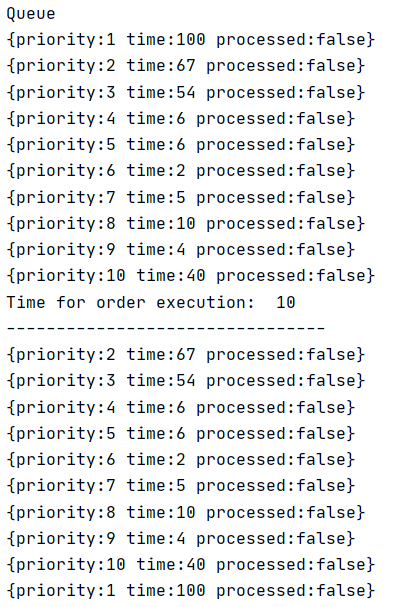 Queue
{priority:1 time:100 processed:false}
{priority:2 time:67 processed:false}
{priority:3 time:54 processed:false}
{priority:4 time:6 processed:false}
{priority:5 time:6 processed:false}
{priority:6 time:2 processed:false}
{priority:7 time:5 processed:false}
{priority:8 time:10 processed:false}
{priority:9 time:4 processed:false}
{priority:10 time:40 processed:false}
Time for order execution:  10
--------------------------------
{priority:2 time:67 processed:false}
{priority:3 time:54 processed:false}
{priority:4 time:6 processed:false}
{priority:5 time:6 processed:false}
{priority:6 time:2 processed:false}
{priority:7 time:5 processed:false}
{priority:8 time:10 processed:false}
{priority:9 time:4 processed:false}
{priority:10 time:40 processed:false}
{priority:1 time:100 processed:false}